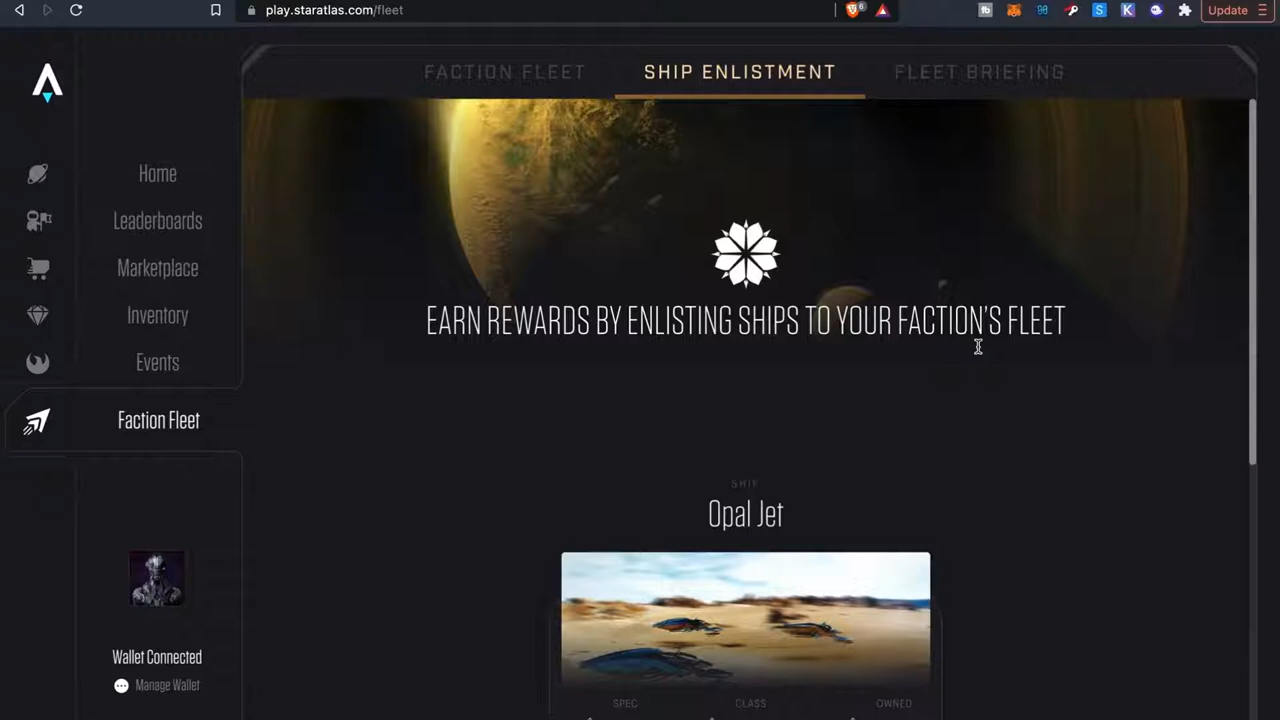 play.staratlas.com/fleet
6
Update
FACTION FLEET
SHIP ENLISTMENT
FLEET BRIEFING
Home
Leaderboards
Marketplace
Inventory
Events
Faction Fleet
Wallet Connected
Manage Wallet
EARN REWARDS BY ENLISTING SHIPS TO YOUR FACTION'S FLEET
SHIP
Opal Jet
SPEC
CLASS
OWNED